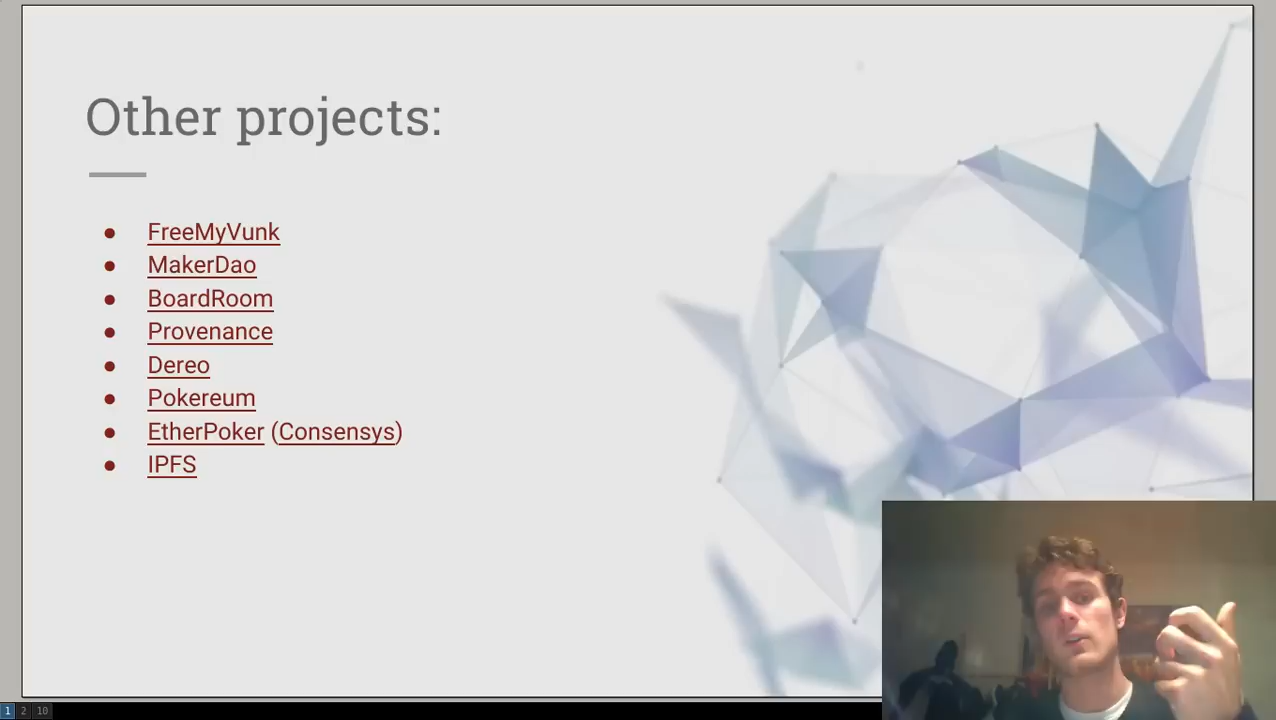 Other projects:
FreeMyVunk
MakerDao
BoardRoom
Provenance
Dereo
Pokereum
EtherPoker (Consensys)
IPFS
1 2 10